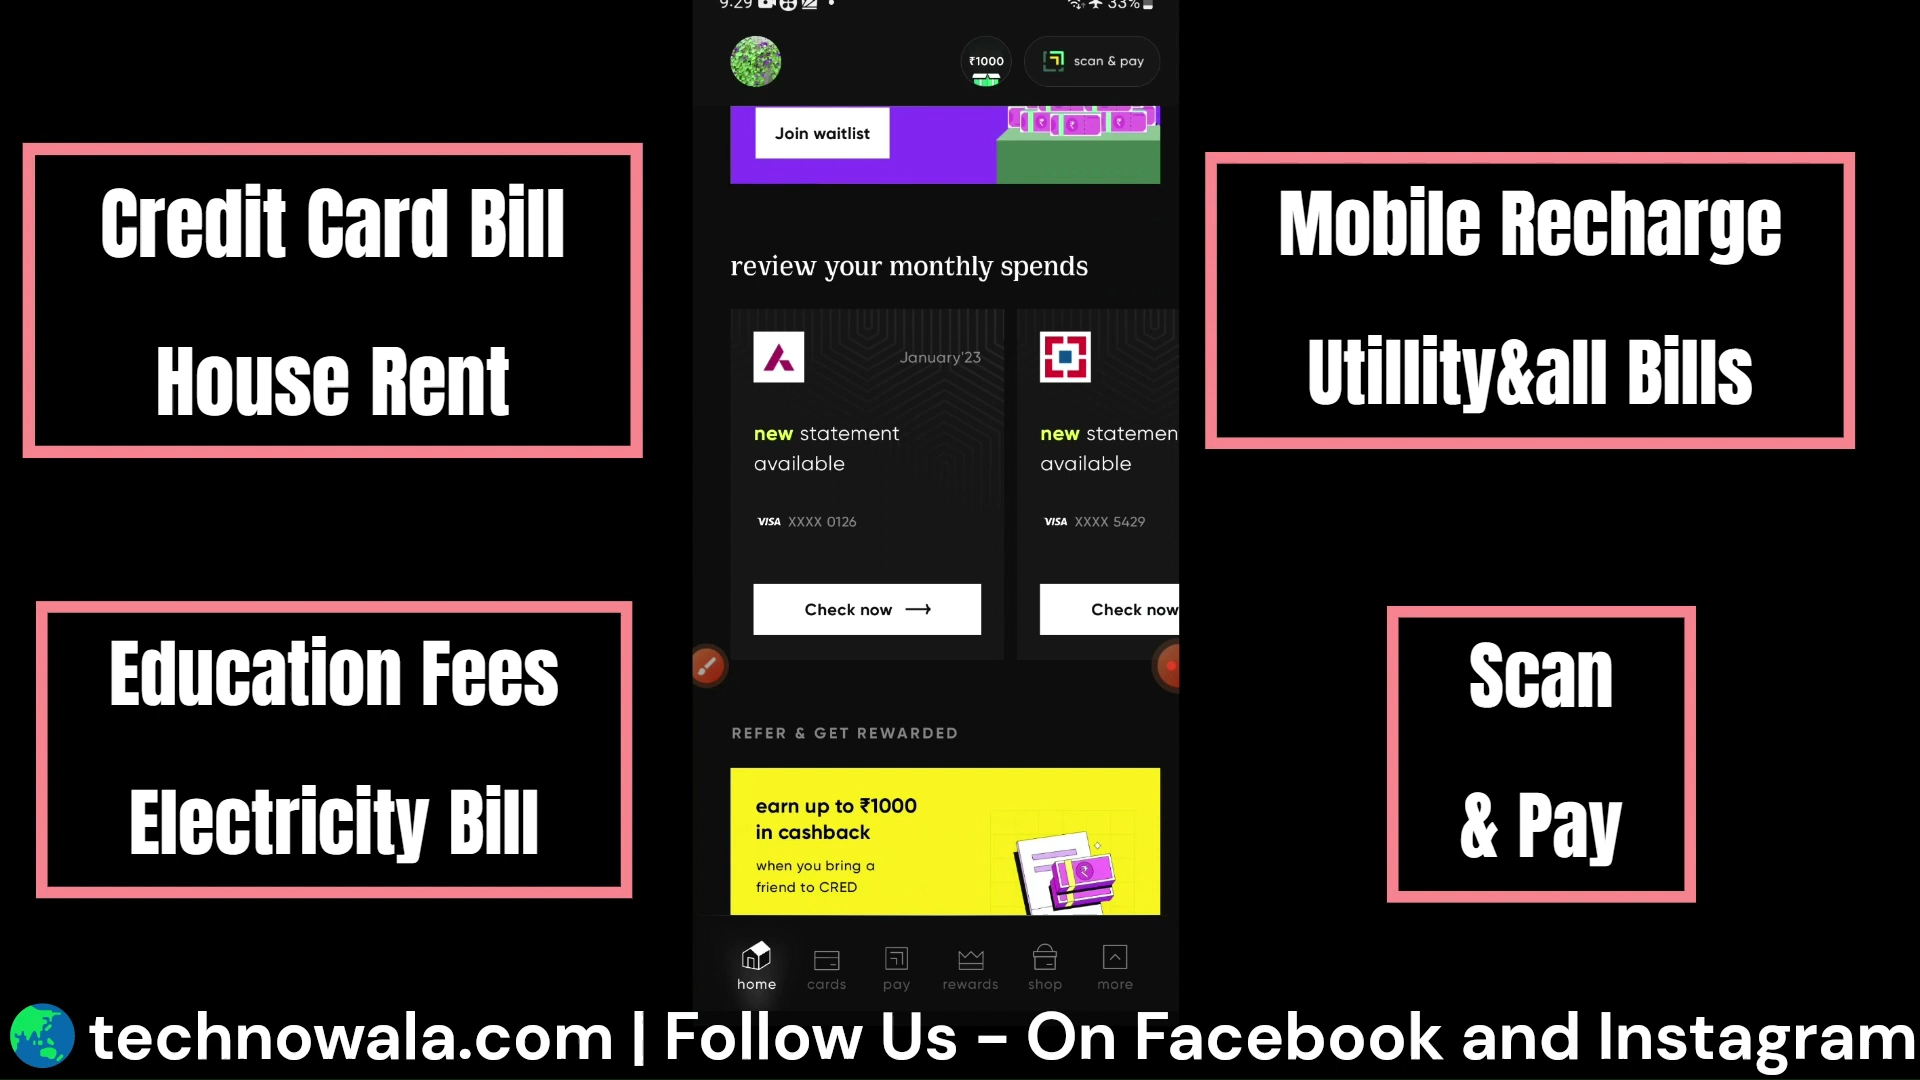 9:29
33%
₹1000
scan & pay
Join waitlist
Credit Card Bill
House Rent
Mobile Recharge
Utillity&all Bills
review your monthly spends
January'23
new statement
available
VISA XXXX 0126
Check now
new statemen
available
VISA XXXX 5429
Check now
Education Fees
Electricity Bill
Scan
& Pay
REFER & GET REWARDED
earn up to ₹1000
in cashback
when you bring a
friend to CRED
home
cards
pay
rewards
shop
more
technowala.com | Follow Us – On Facebook and Instagram